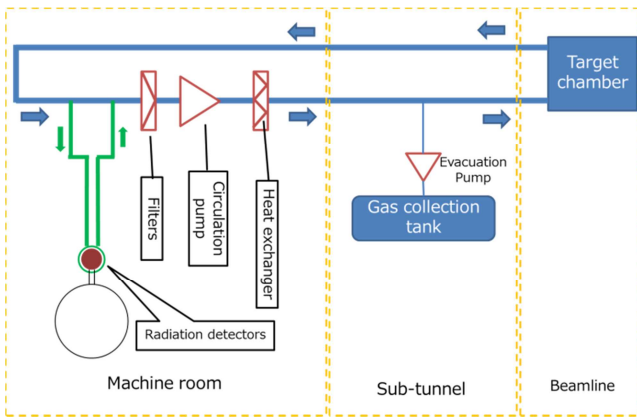 Target
chamber
Evacuation
Pump
Gas collection
tank
Filters
Circulation
pump
Heat exchanger
Radiation detectors
Machine room
Sub-tunnel
Beamline